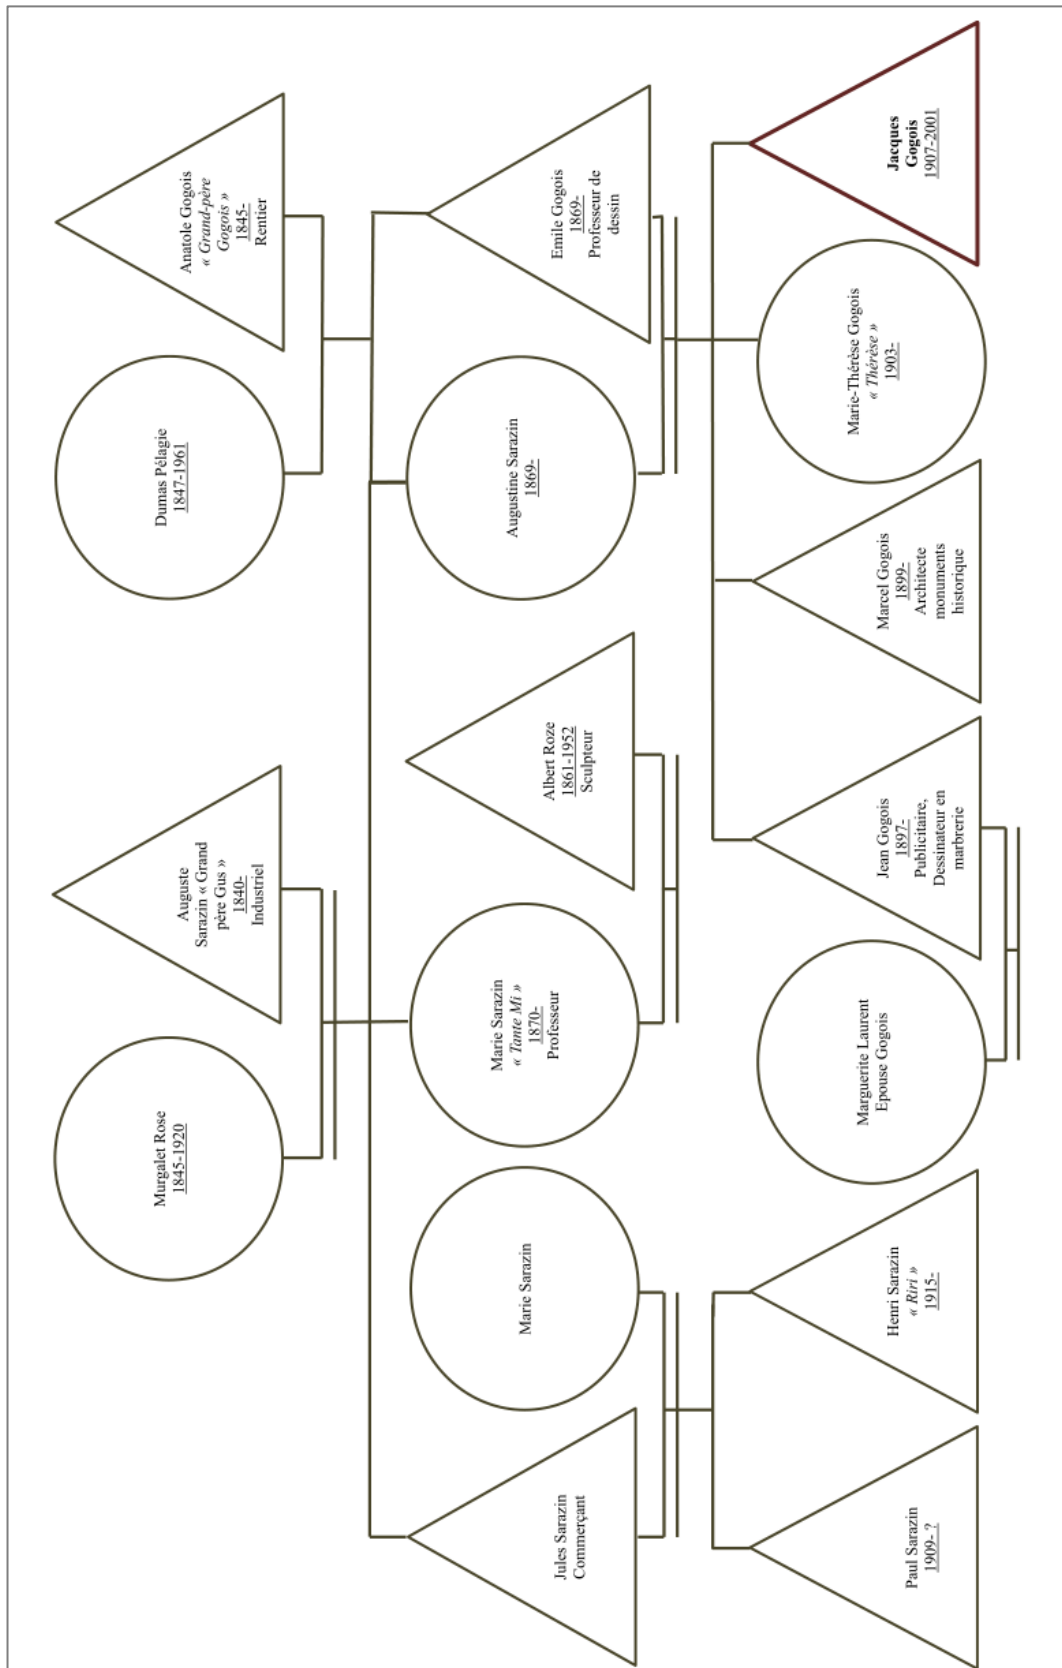 Murgalet Rose
1845-1920
Auguste
Sarazin « Grand
père Gus »
1840-
Industriel
Dumas Pélagie
1847-1961
Anatole Gogois
« Grand-père
Gogois »
1845-
Rentier
Jules Sarazin
Commerçant
Marie Sarazin
Marie Sarazin
« Tante Mi »
1870-
Professeur
Albert Roze
1861-1952
Sculpteur
Augustine Sarazin
1869-
Emile Gogois
1869-
Professeur de
dessin
Paul Sarazin
1909- ?
Henri Sarazin
« Riri »
1915-
Marguerite Laurent
Epouse Gogois
Jean Gogois
1897-
Publicitaire,
Dessinateur en
marbrerie
Marcel Gogois
1899-
Architecte
monuments
historique
Marie-Thérèse Gogois
« Thérèse »
1903-
Jacques
Gogois
1907-2001